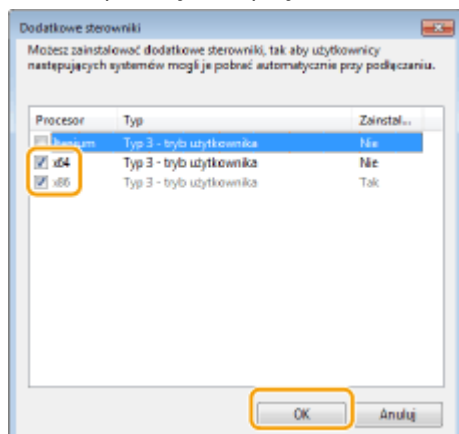 Dodatkowe sterowniki
Możesz zainstalować dodatkowe sterowniki, tak aby użytkownicy
następujących systemów mogli je pobrać automatycznie przy podłączaniu.
Procesor Typ Zainstal...
Itanium Typ 3 - tryb użytkownika Nie
x64 Typ 3 - tryb użytkownika Nie
x86 Typ 3 - tryb użytkownika Tak
OK Anuluj